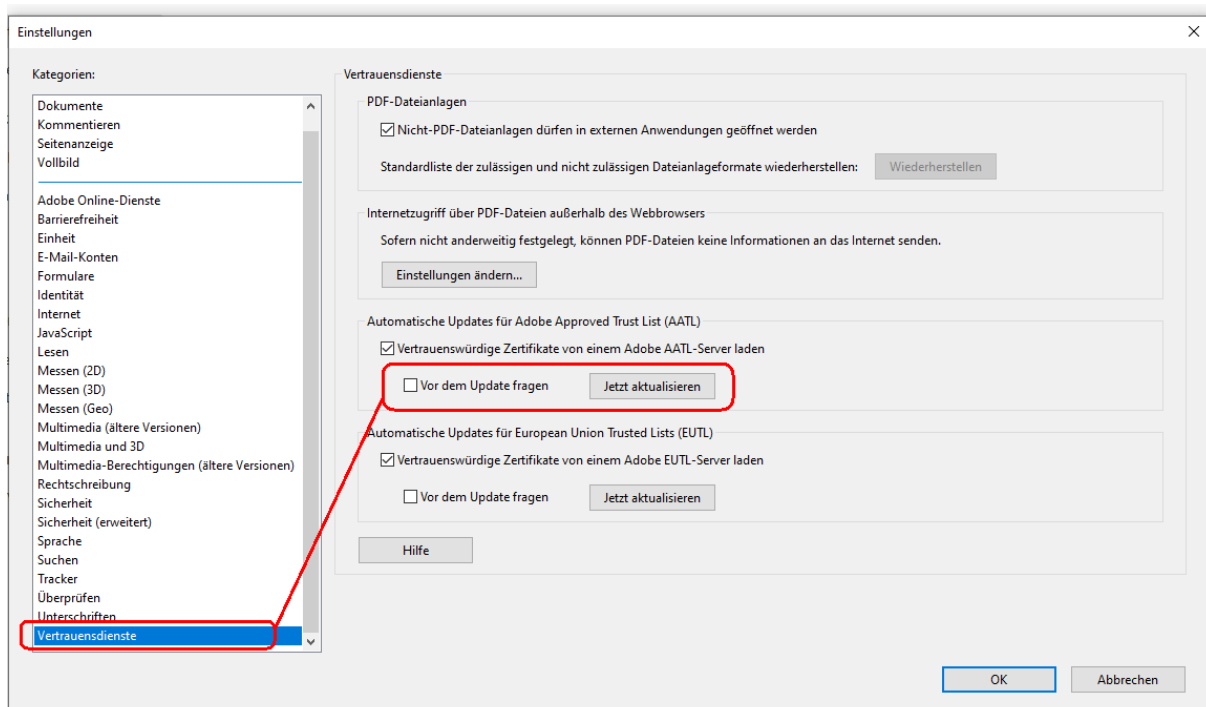 Einstellungen
Kategorien:
Dokumente
Kommentieren
Seitenanzeige
Vollbild
Adobe Online-Dienste
Barrierefreiheit
Einheit
E-Mail-Konten
Formulare
Identität
Internet
JavaScript
Lesen
Messen (2D)
Messen (3D)
Messen (Geo)
Multimedia (ältere Versionen)
Multimedia und 3D
Multimedia-Berechtigungen (ältere Versionen)
Rechtschreibung
Sicherheit
Sicherheit (erweitert)
Sprache
Suchen
Tracker
Überprüfen
Unterschriften
Vertrauensdienste
Vertrauensdienste
PDF-Dateianlagen
Nicht-PDF-Dateianlagen dürfen in externen Anwendungen geöffnet werden
Standardliste der zulässigen und nicht zulässigen Dateianlageformate wiederherstellen: Wiederherstellen
Internetzugriff über PDF-Dateien außerhalb des Webbrowsers
Sofern nicht anderweitig festgelegt, können PDF-Dateien keine Informationen an das Internet senden.
Einstellungen ändern...
Automatische Updates für Adobe Approved Trust List (AATL)
Vertrauenswürdige Zertifikate von einem Adobe AATL-Server laden
Vor dem Update fragen Jetzt aktualisieren
Automatische Updates für European Union Trusted Lists (EUTL)
Vertrauenswürdige Zertifikate von einem Adobe EUTL-Server laden
Vor dem Update fragen Jetzt aktualisieren
Hilfe
OK Abbrechen